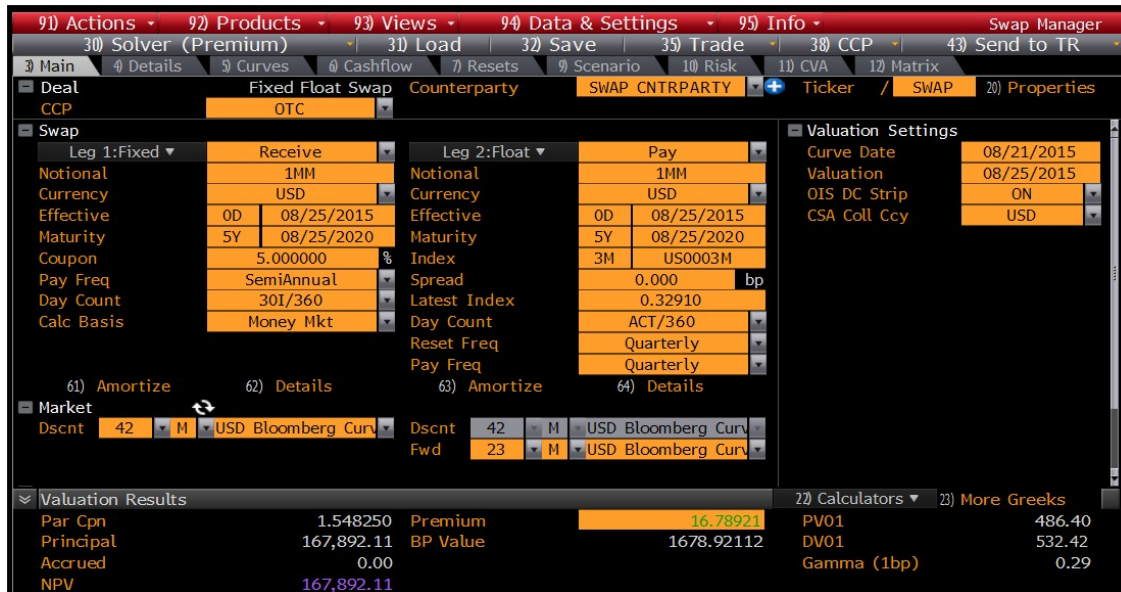 91) Actions 92) Products 93) Views 94) Data & Settings 95) Info Swap Manager
30) Solver (Premium) 31) Load 32) Save 35) Trade 38) CCP 43) Send to TR
3) Main 4) Details 5) Curves 6) Cashflow 7) Resets 9) Scenario 10) Risk 11) CVA 12) Matrix
Deal Fixed Float Swap Counterparty SWAP CNTRPARTY Ticker / SWAP 20) Properties
CCP OTC
Swap Valuation Settings
Leg 1:Fixed Receive Leg 2:Float Pay Curve Date 08/21/2015
Notional 1MM Notional 1MM Valuation 08/25/2015
Currency USD Currency USD OIS DC Strip ON
Effective 0D 08/25/2015 Effective 0D 08/25/2015 CSA Coll Ccy USD
Maturity 5Y 08/25/2020 Maturity 5Y 08/25/2020
Coupon 5.000000 % Index 3M US0003M
Pay Freq SemiAnnual Spread 0.000 bp
Day Count 30I/360 Latest Index 0.32910
Calc Basis Money Mkt Day Count ACT/360
Reset Freq Quarterly
Pay Freq Quarterly
61) Amortize 62) Details 63) Amortize 64) Details
Market
Dscnt 42 M USD Bloomberg Curv Dscnt 42 M USD Bloomberg Curv
Fwd 23 M USD Bloomberg Curv
Valuation Results 22) Calculators 23) More Greeks
Par Cpn 1.548250 Premium 16.78921 PV01 486.40
Principal 167,892.11 BP Value 1678.92112 DV01 532.42
Accrued 0.00 Gamma (1bp) 0.29
NPV 167,892.11